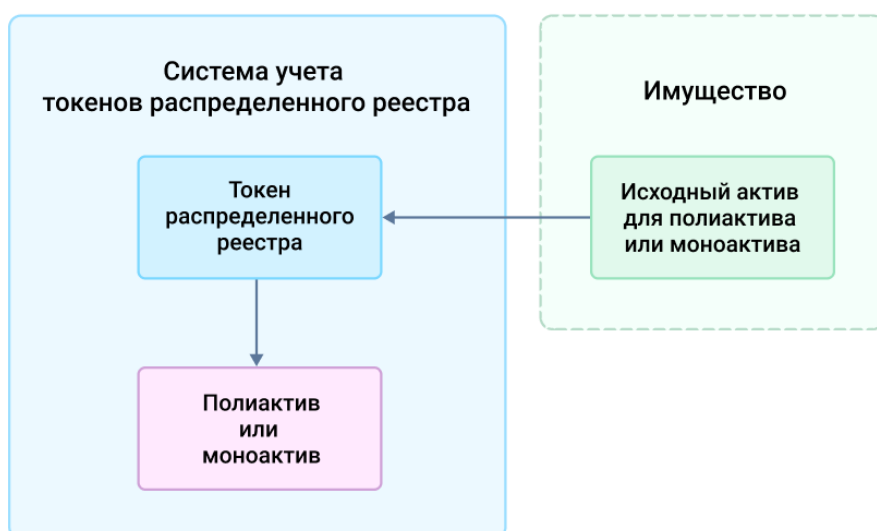 Система учета
токенов распределенного реестра
Имущество
Токен
распределенного
реестра
Исходный актив
для полиактива
или моноактива
Полиактив
или
моноактив